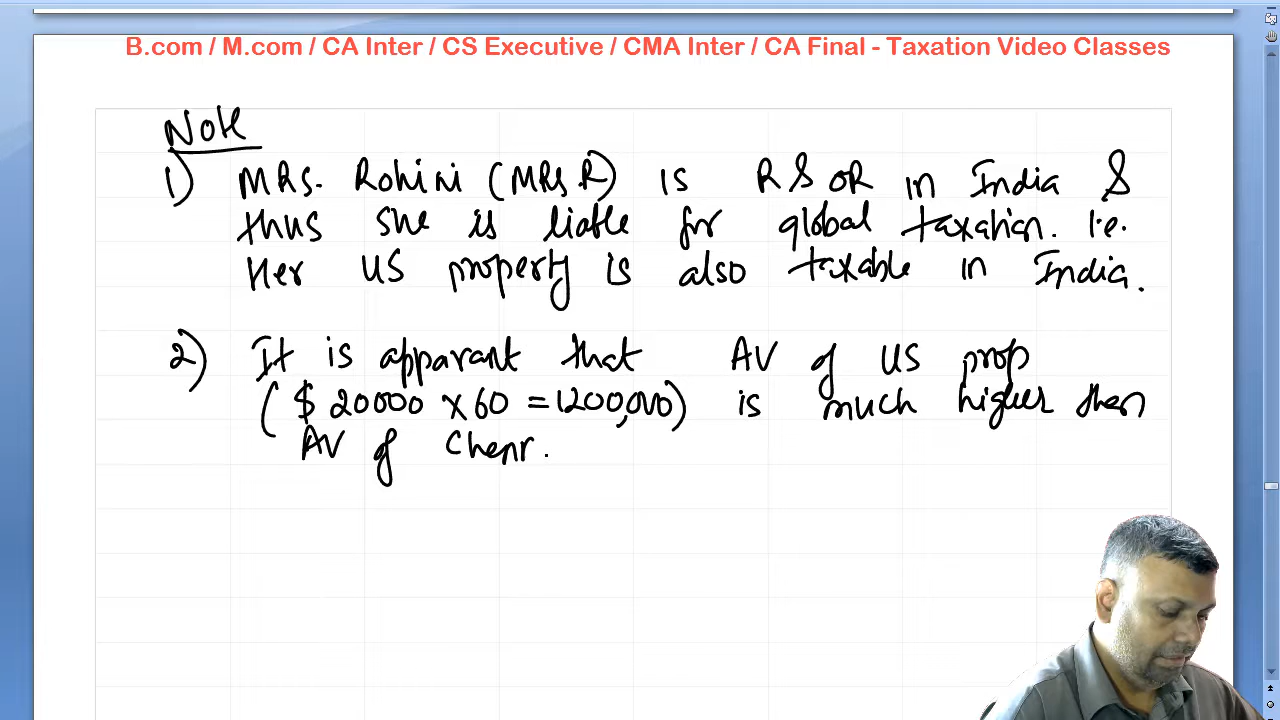 B.com / M.com / CA Inter / CS Executive / CMA Inter / CA Final - Taxation Video Classes
Note
1) MRs. Rohini (MRs R) is R & OR in India &
thus she is liable for global taxation. i.e.
Her US property is also taxable in India.
2) It is apparant that AV of US prop
($ 20000 x 60 = 1200,000) is much higher then
AV of Chenr.